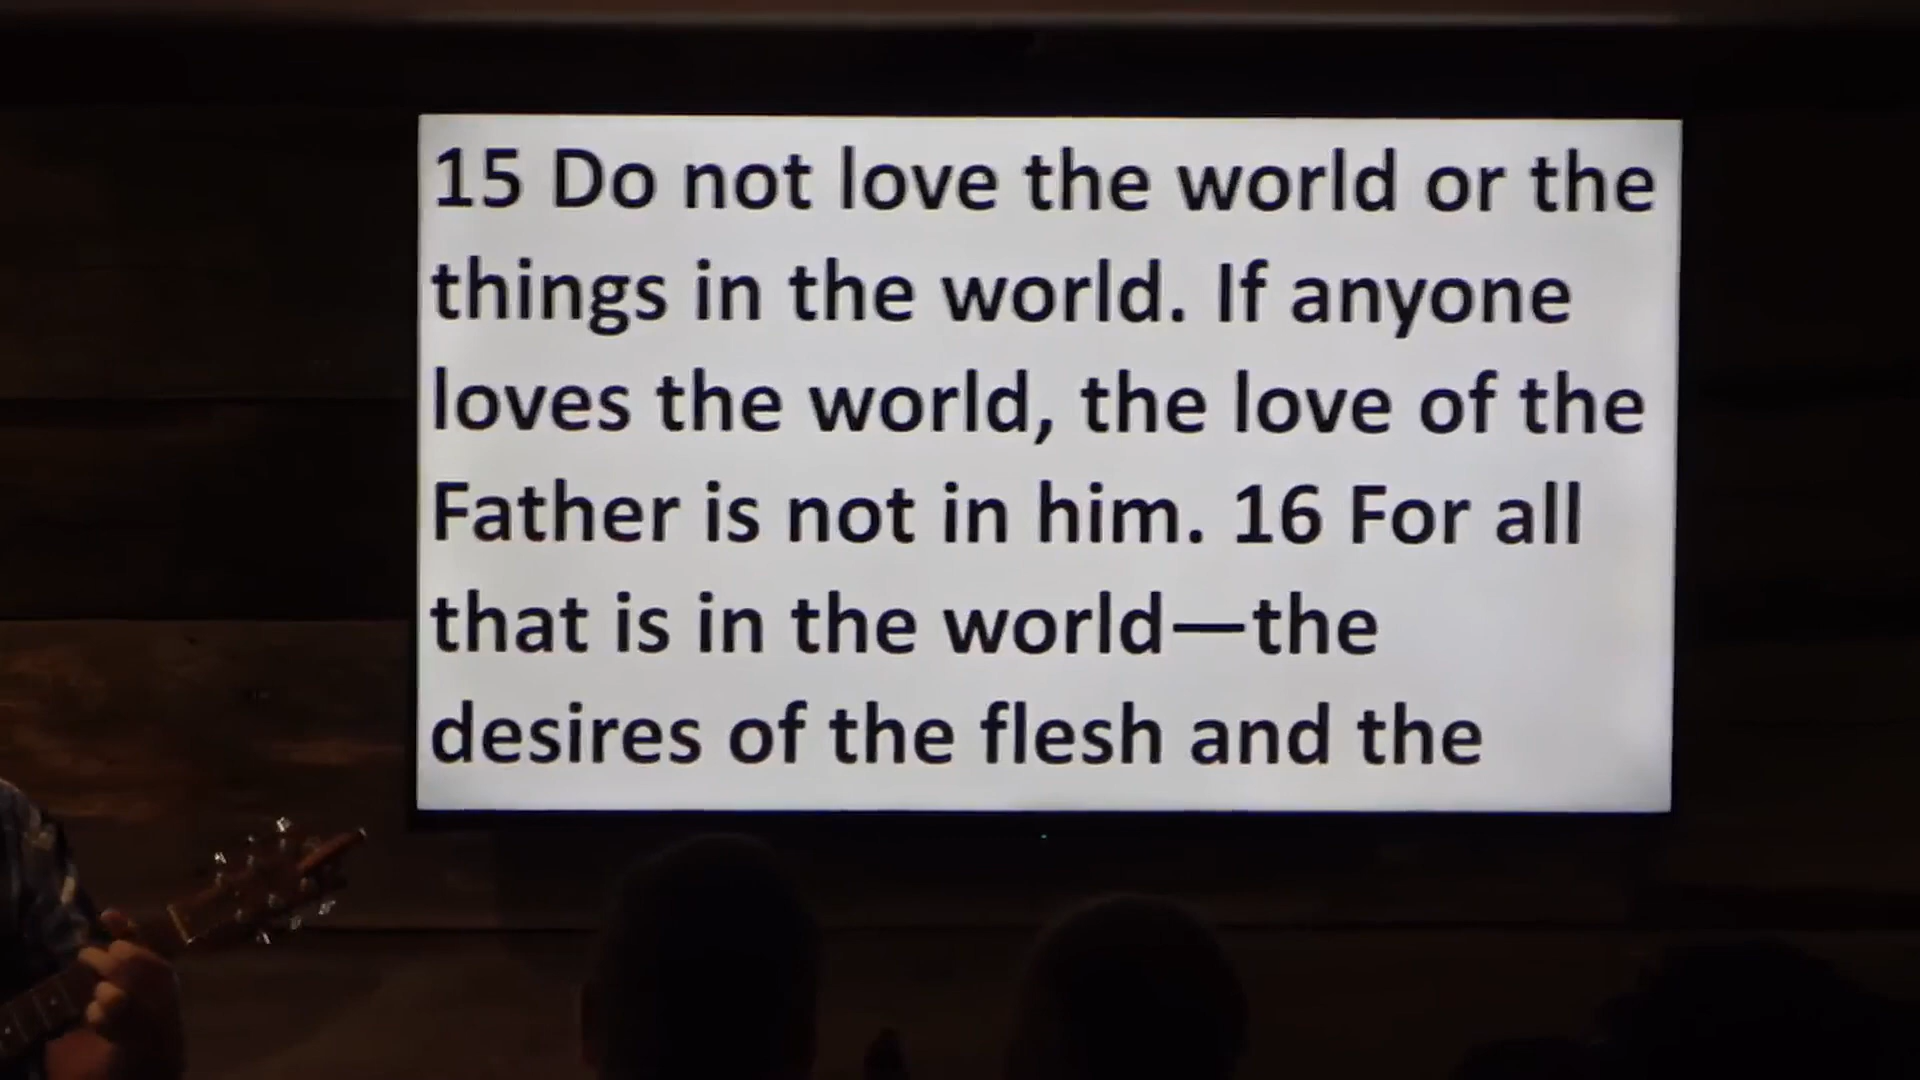 15 Do not love the world or the
things in the world. If anyone
loves the world, the love of the
Father is not in him. 16 For all
that is in the world—the
desires of the flesh and the